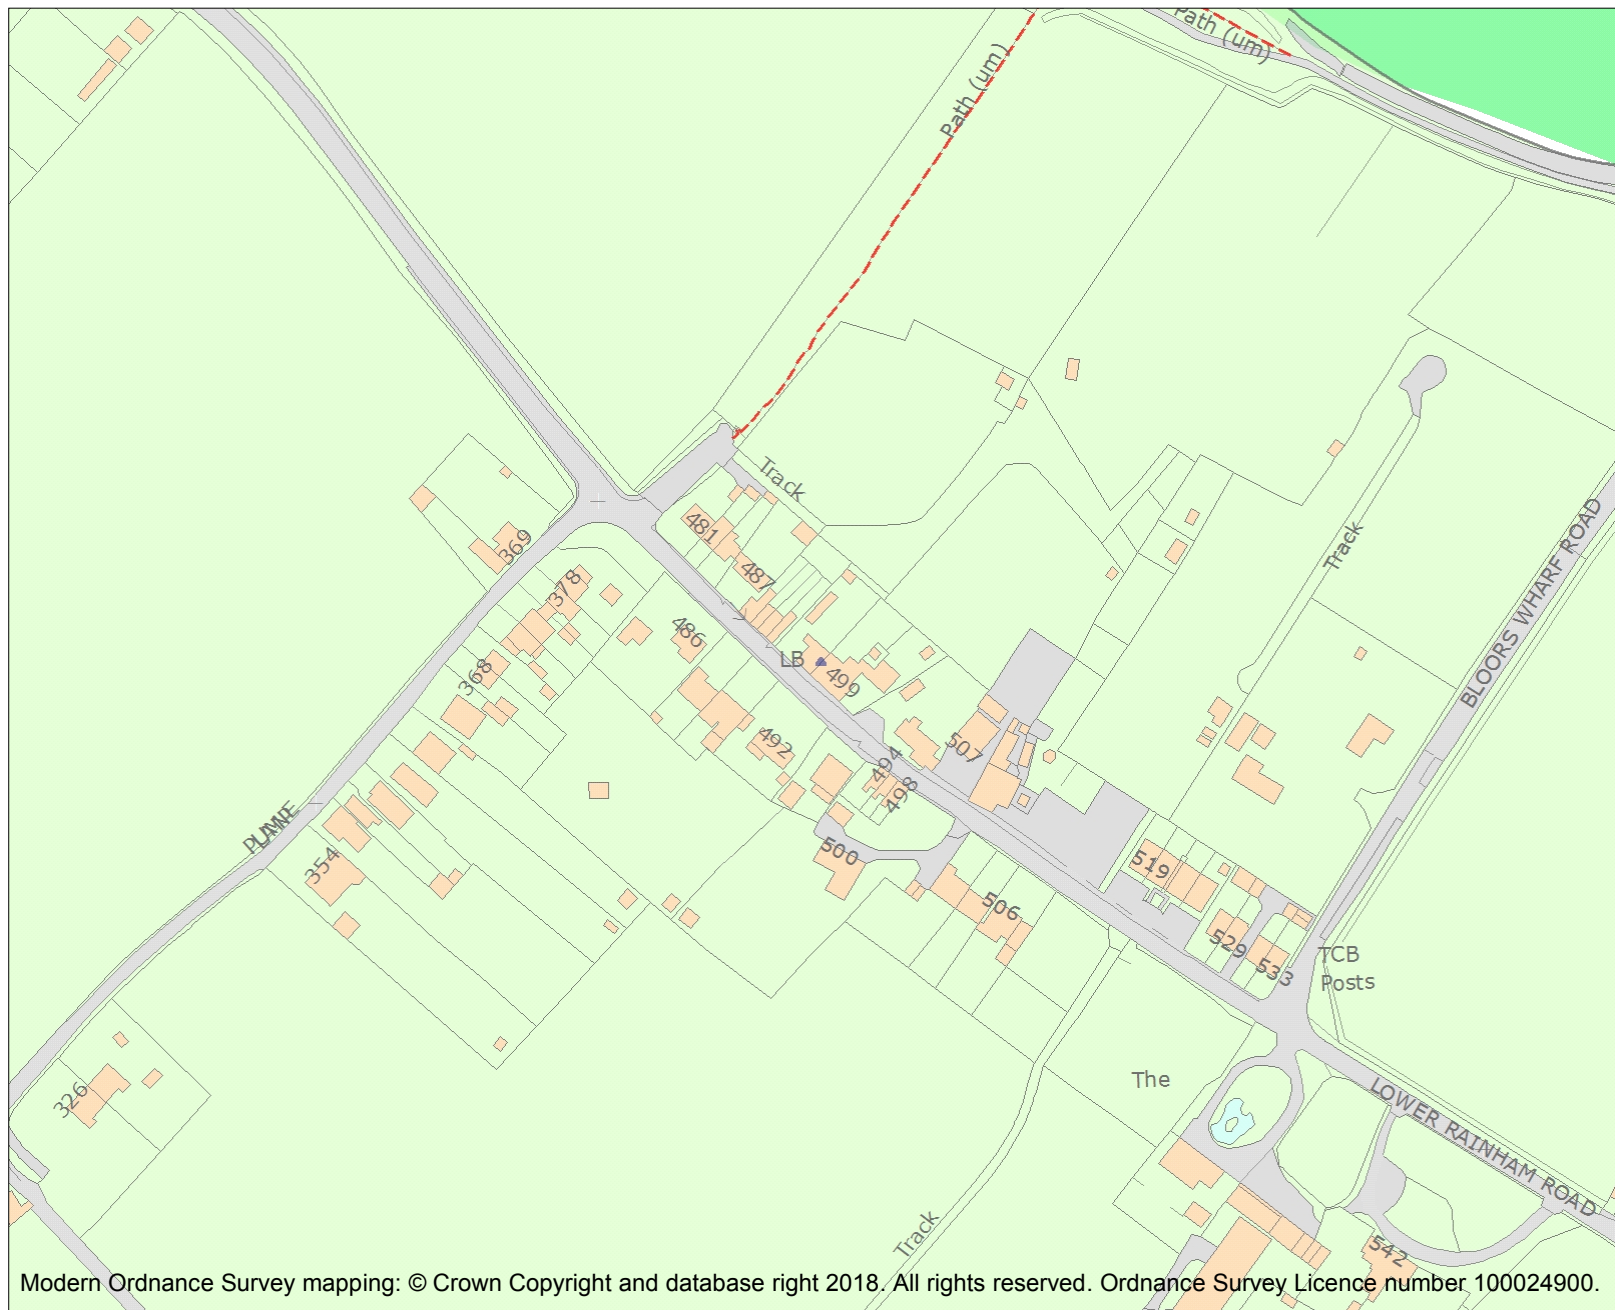 Path (um)
Path (um)
Track
481
487
369
378
486
368
LB
499
492
494
498
507
500
506
354
PUMP
LANE
519
529
533
TCB
Posts
Track
BLOORS WHARF ROAD
The
LOWER RAINHAM ROAD
326
Track
542
Modern Ordnance Survey mapping: © Crown Copyright and database right 2018. All rights reserved. Ordnance Survey Licence number 100024900.